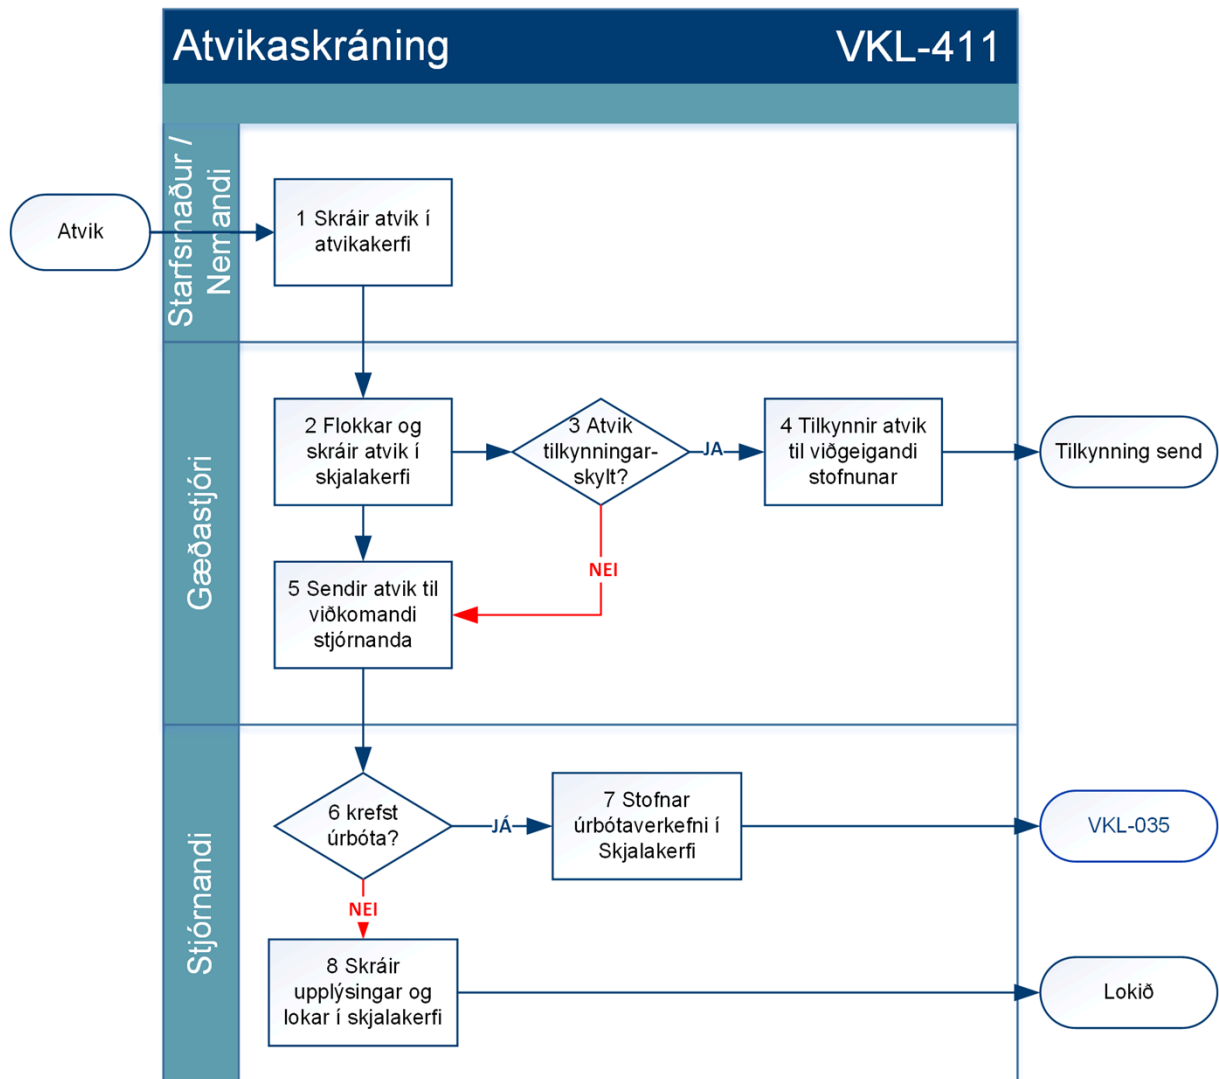 Atvikaskráning VKL-411
Starfsmaður /
Nemandi
Atvik
1 Skráir atvik í
atvikakerfi
Gæðastjóri
2 Flokkar og
skráir atvik í
skjalakerfi
3 Atvik
tilkynningar-
skylt?
JA
4 Tilkynnir atvik
til viðgeigandi
stofnunar
Tilkynning send
NEI
5 Sendir atvik til
viðkomandi
stjórnanda
Stjórnandi
6 krefst
úrbóta?
JÁ
7 Stofnar
úrbótaverkefni í
Skjalakerfi
VKL-035
NEI
8 Skráir
upplýsingar og
lokar í skjalakerfi
Lokið